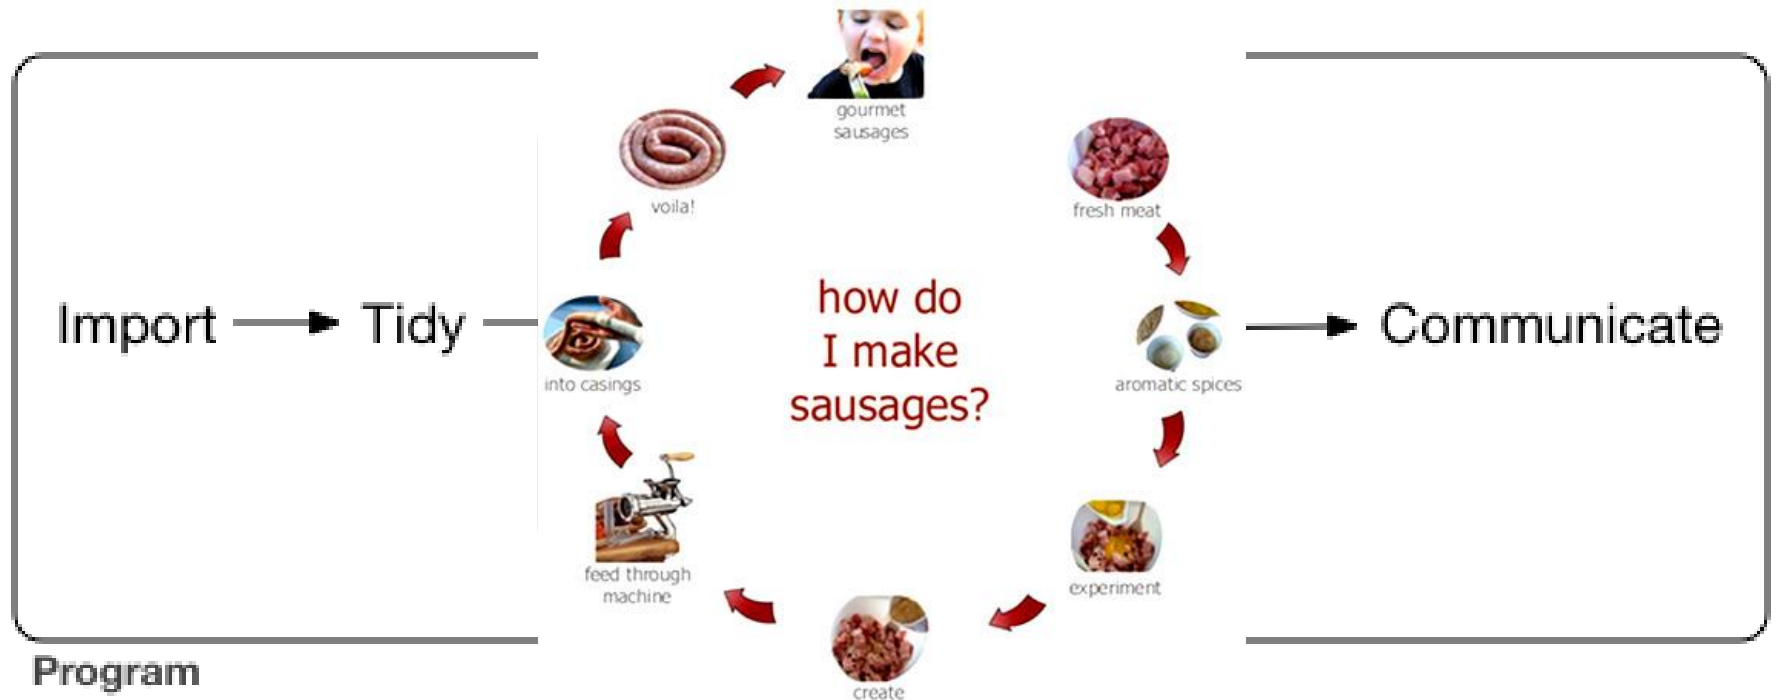 gourmet
sausages
voila!
fresh meat
how do
I make
sausages?
Import
Tidy
Communicate
into casings
aromatic spices
feed through
machine
experiment
Program
create